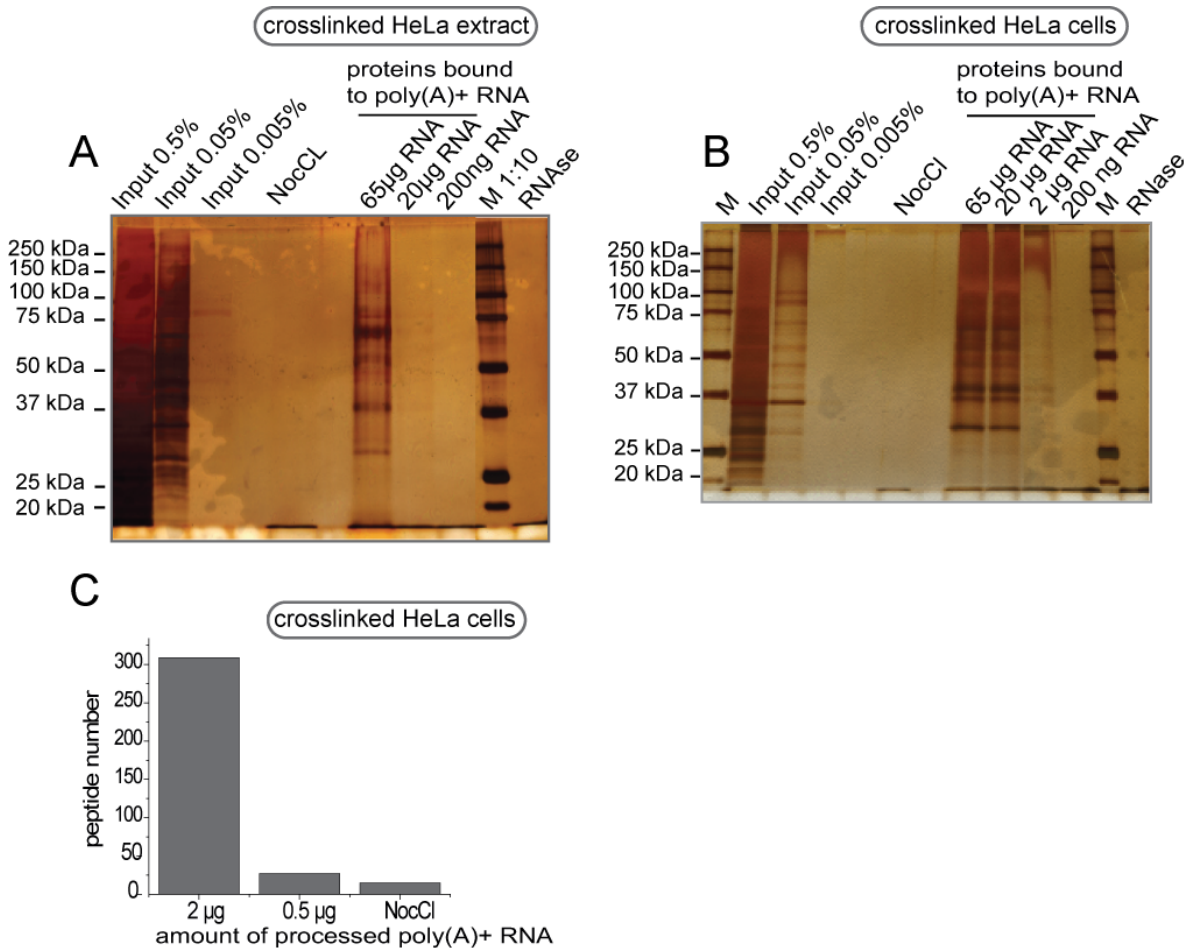 crosslinked HeLa extract
proteins bound
to poly(A)+ RNA
A
Input 0.5%
Input 0.05%
Input 0.005%
NocCL
65µg RNA
20µg RNA
200ng RNA
M 1:10
RNAse
250 kDa
150 kDa
100 kDa
75 kDa
50 kDa
37 kDa
25 kDa
20 kDa
crosslinked HeLa cells
proteins bound
to poly(A)+ RNA
B
M
Input 0.5%
Input 0.05%
Input 0.005%
NocCl
65 µg RNA
20 µg RNA
2 µg RNA
200 ng RNA
M
RNase
250 kDa
150 kDa
100 kDa
75 kDa
50 kDa
37 kDa
25 kDa
20 kDa
C
crosslinked HeLa cells
peptide number
300
250
200
150
100
50
0
2 µg 0.5 µg NocCl
amount of processed poly(A)+ RNA